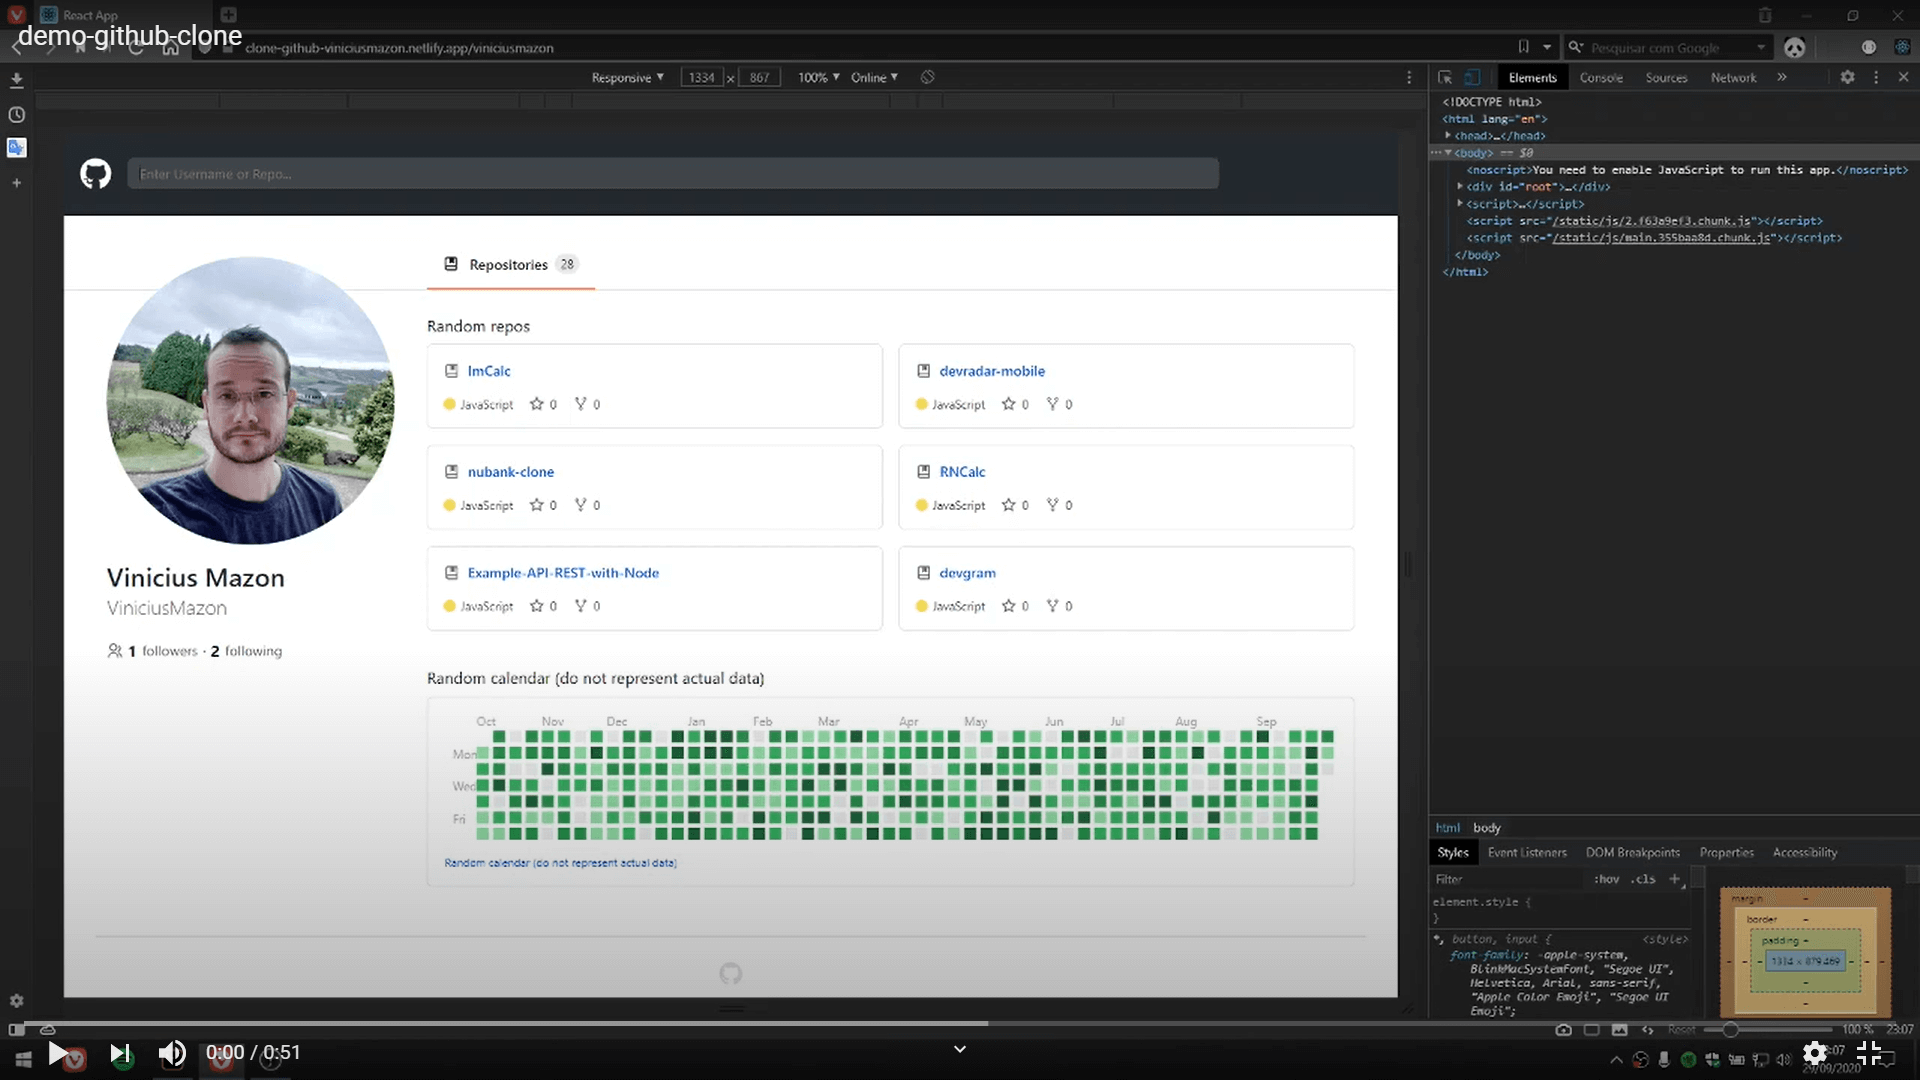 React App
demo-github-clone
clone-github-viniciusmazon.netlify.app/viniciusmazon
Pesquisar com Google
Responsive ▼ 1334 x 867 100% ▼ Online ▼
Elements Console Sources Network »
<!DOCTYPE html>
<html lang="en">
<head>…</head>
<body> == $0
<noscript>You need to enable JavaScript to run this app.</noscript>
<div id="root">…</div>
<script>…</script>
<script src="/static/js/2.f63a9ef3.chunk.js"></script>
<script src="/static/js/main.355baa8d.chunk.js"></script>
</body>
</html>
Enter Username or Repo...
Repositories 28
Random repos
ImCalc
JavaScript 0 0
devradar-mobile
JavaScript 0 0
nubank-clone
JavaScript 0 0
RNCalc
JavaScript 0 0
Example-API-REST-with-Node
JavaScript 0 0
devgram
JavaScript 0 0
Vinicius Mazon
ViniciusMazon
1 followers · 2 following
Random calendar (do not represent actual data)
Oct Nov Dec Jan Feb Mar Apr May Jun Jul Aug Sep
Mon
Wed
Fri
Random calendar (do not represent actual data)
html body
Styles Event Listeners DOM Breakpoints Properties Accessibility
Filter :hov .cls +
element.style {
}
button, input { <style>
font-family: -apple-system,
BlinkMacSystemFont, "Segoe UI",
Helvetica, Arial, sans-serif,
"Apple Color Emoji", "Segoe UI
Emoji";
margin -
border -
padding -
1334 × 879.469
Reset 100 % 23:07
0:00 / 0:51
29/09/2020